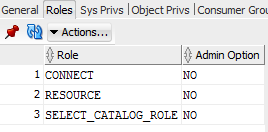 General Roles Sys Privs Object Privs Consumer Grou
Actions...
Role Admin Option
1 CONNECT NO
2 RESOURCE NO
3 SELECT_CATALOG_ROLE NO